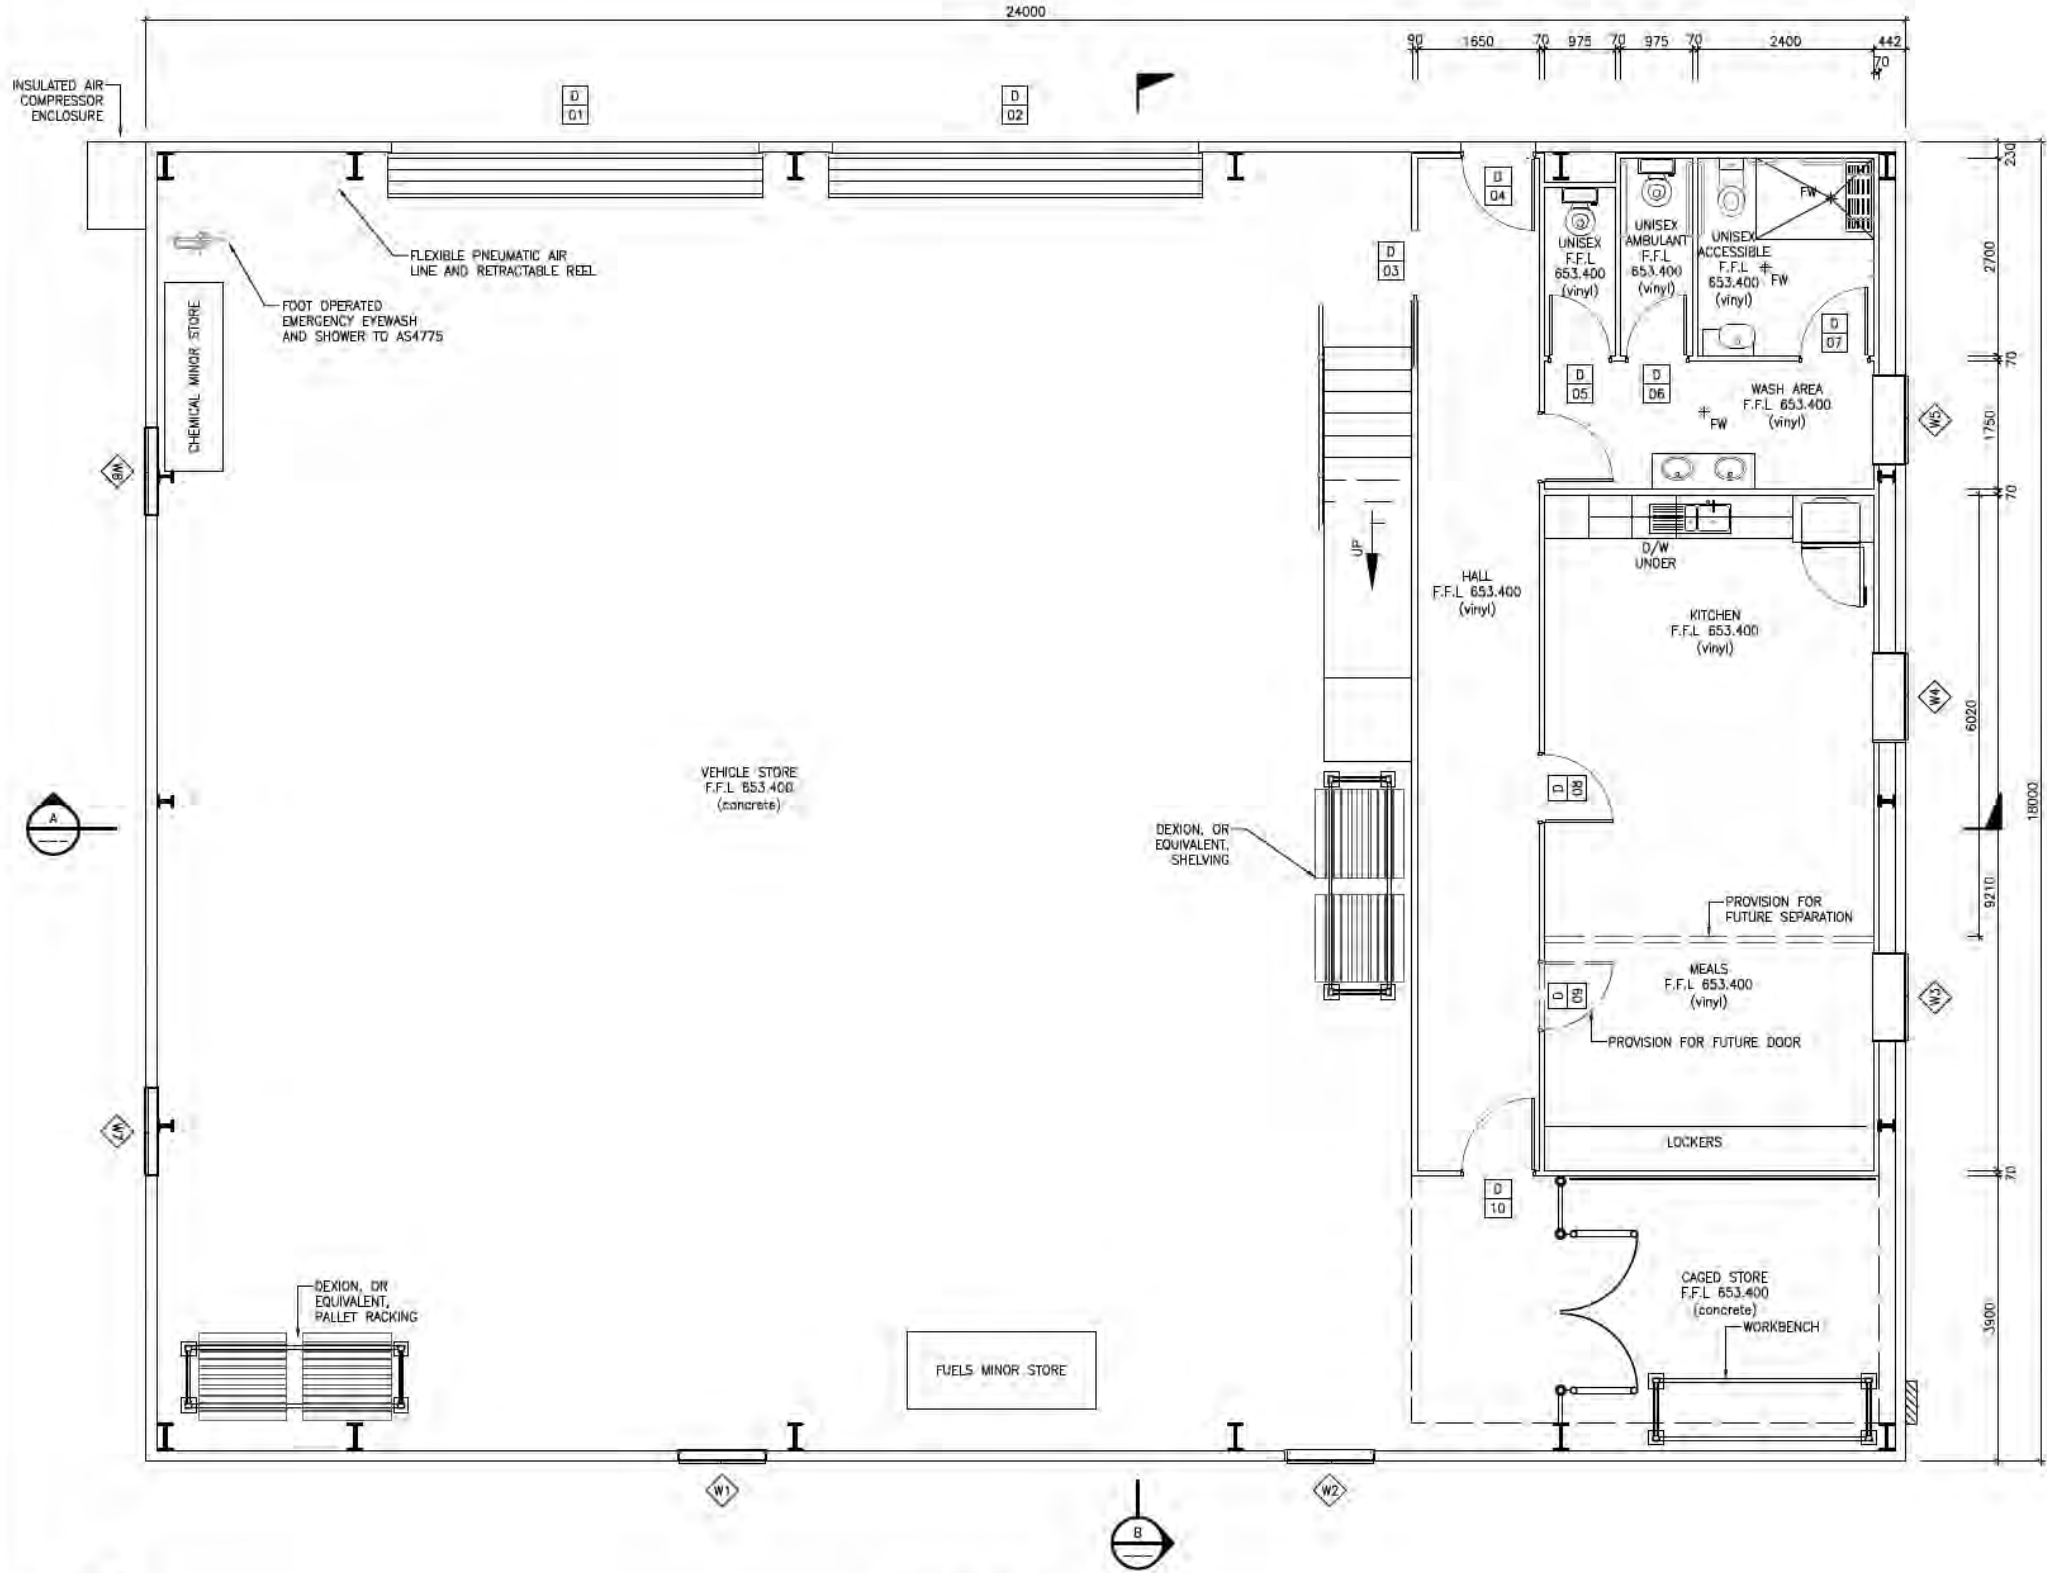 24000
90 1650 70 975 70 975 70 2400 442
70
INSULATED AIR
COMPRESSOR
ENCLOSURE
D
01
D
02
230
D
04
FLEXIBLE PNEUMATIC AIR
LINE AND RETRACTABLE REEL
D
03
UNISEX
F.F.L
653.400
(vinyl)
UNISEX
AMBULANT
F.F.L
653.400
(vinyl)
UNISEX
ACCESSIBLE
F.F.L
653.400
(vinyl)
FW
FW
2700
FOOT OPERATED
EMERGENCY EYEWASH
AND SHOWER TO AS4775
CHEMICAL MINOR STORE
D
07
70
D
05
D
06
WASH AREA
F.F.L 653.400
(vinyl)
FW
W5
1750
W8
70
D/W
UNDER
UP
HALL
F.F.L 653.400
(vinyl)
KITCHEN
F.F.L 653.400
(vinyl)
W4
6020
VEHICLE STORE
F.F.L 653.400
(concrete)
D
08
18000
A
DEXION, OR
EQUIVALENT,
SHELVING
9210
PROVISION FOR
FUTURE SEPARATION
MEALS
F.F.L 653.400
(vinyl)
D
09
W3
PROVISION FOR FUTURE DOOR
W7
LOCKERS
70
D
10
DEXION, OR
EQUIVALENT,
PALLET RACKING
CAGED STORE
F.F.L 653.400
(concrete)
WORKBENCH
3900
FUELS MINOR STORE
W1
W2
B